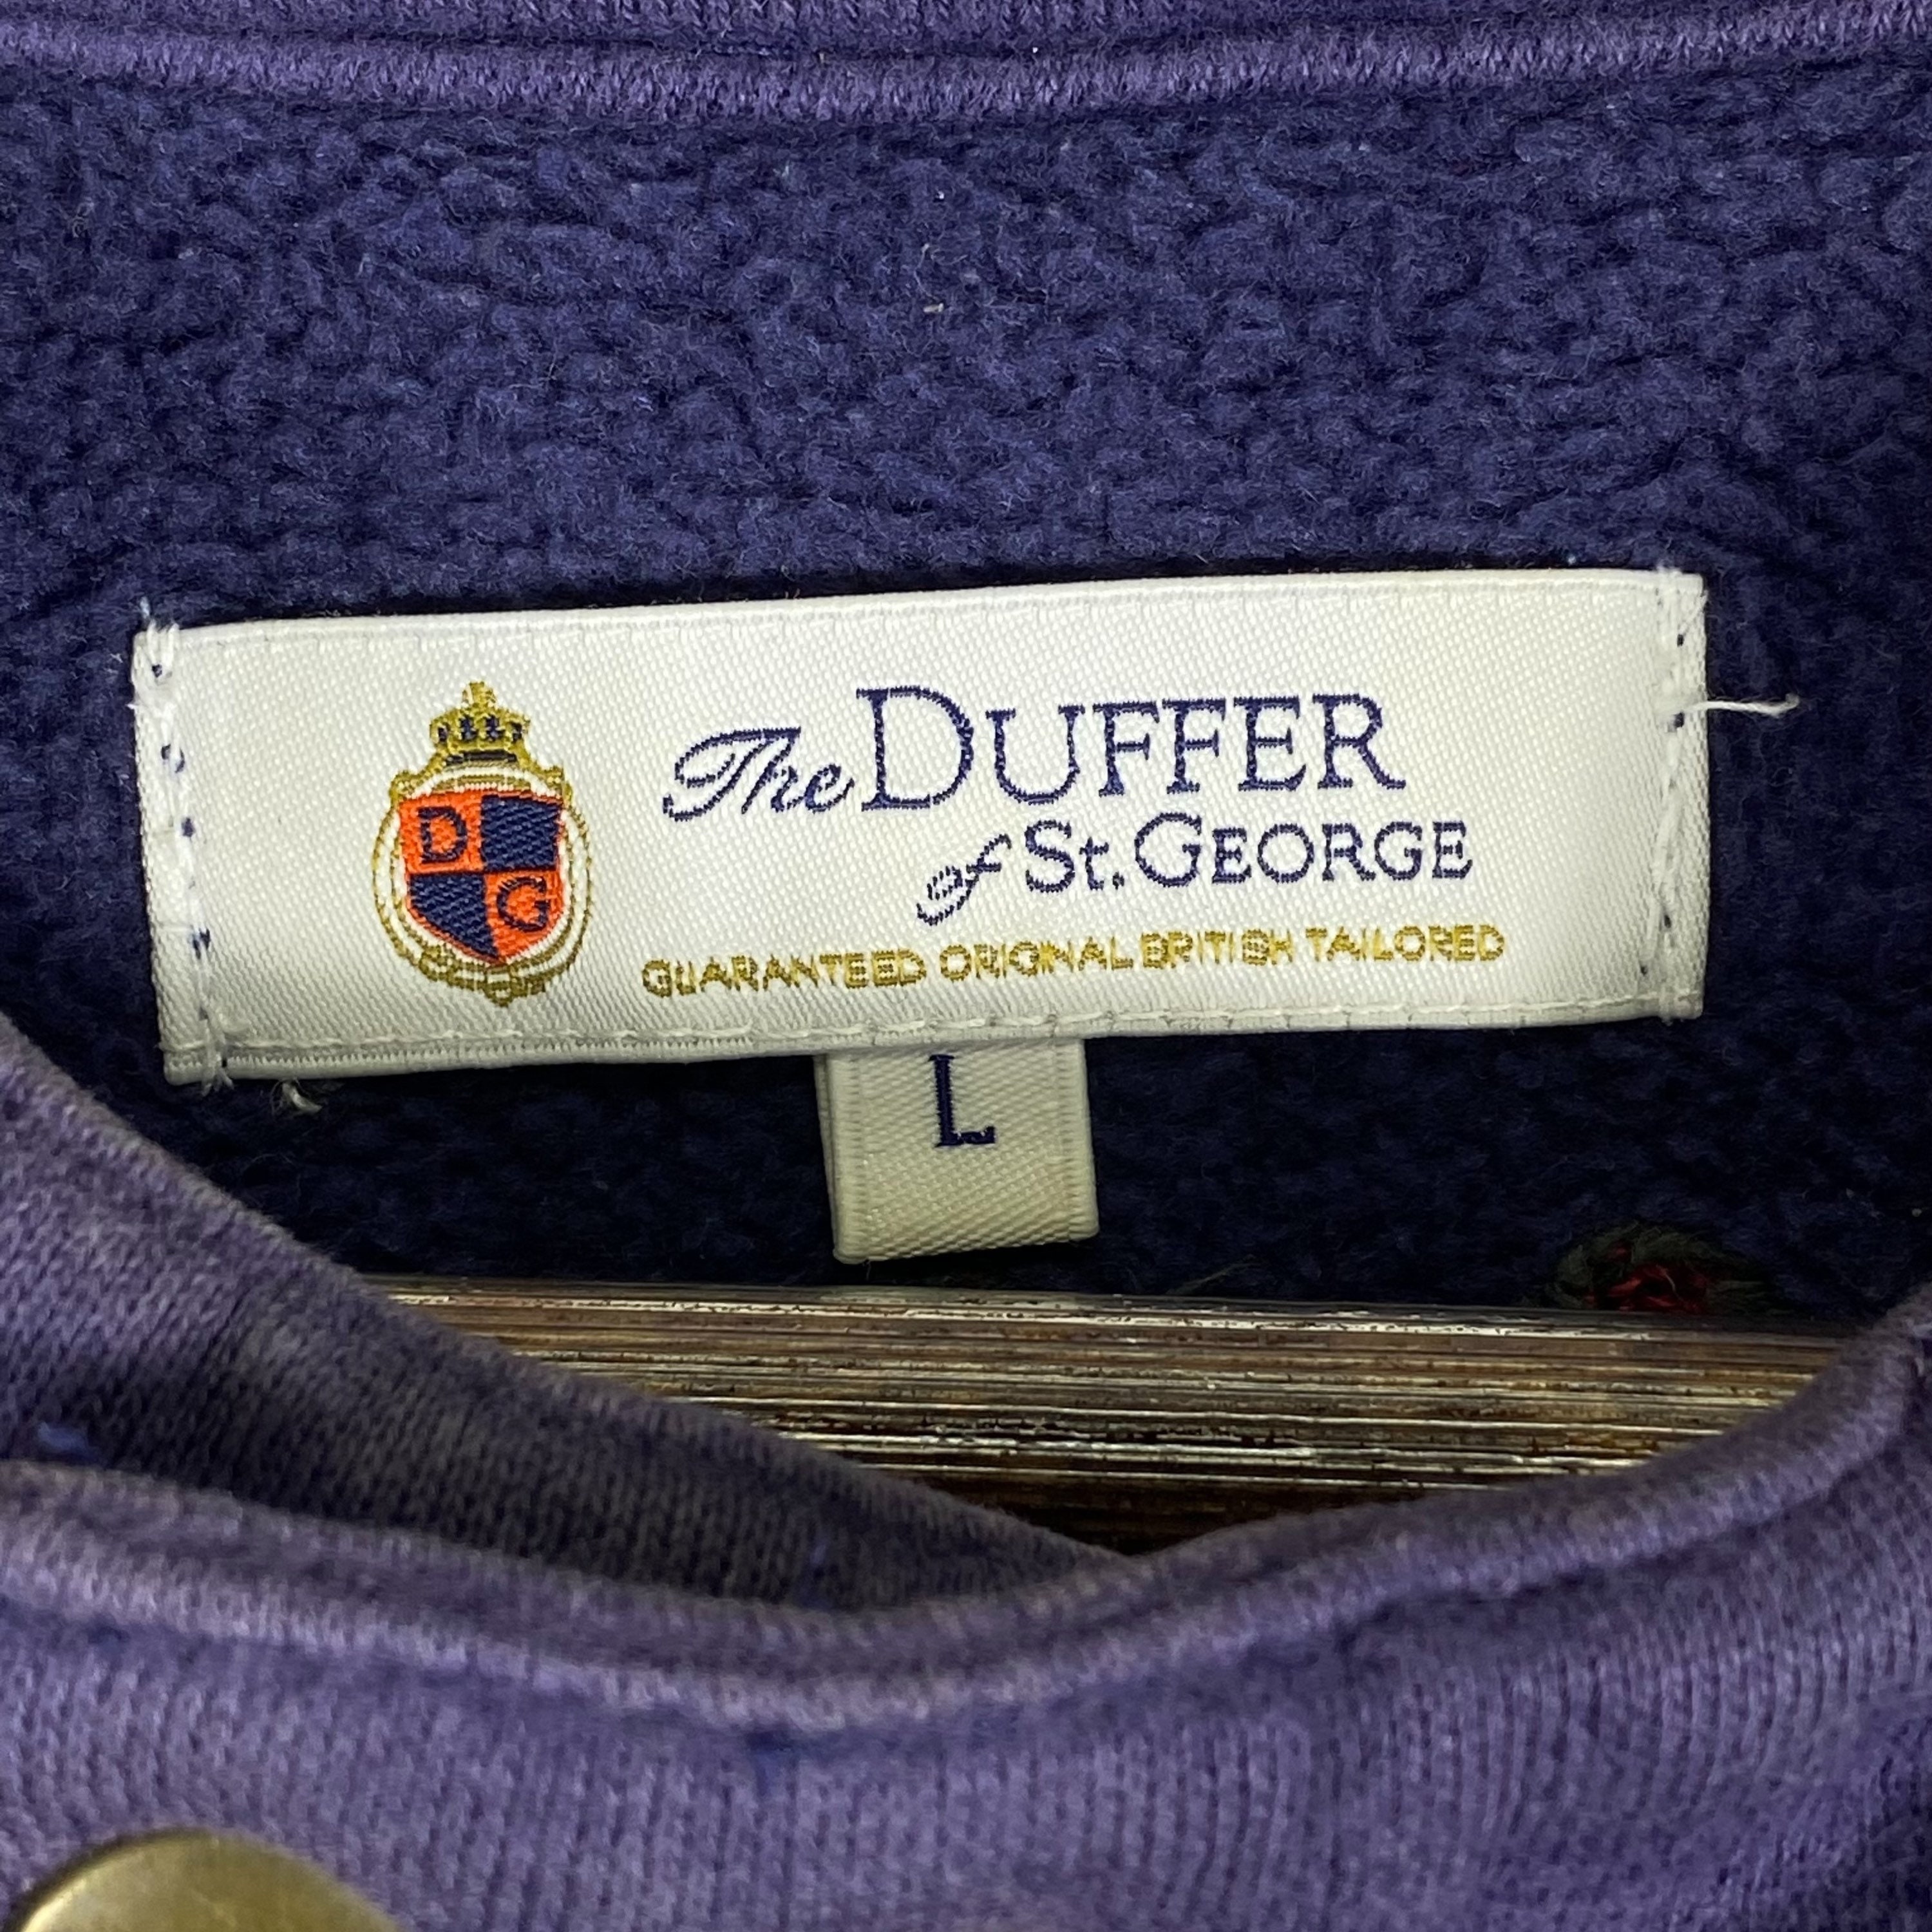 D
G
The DUFFER
of St. GEORGE
GUARANTEED ORIGINAL BRITISH TAILORED
L